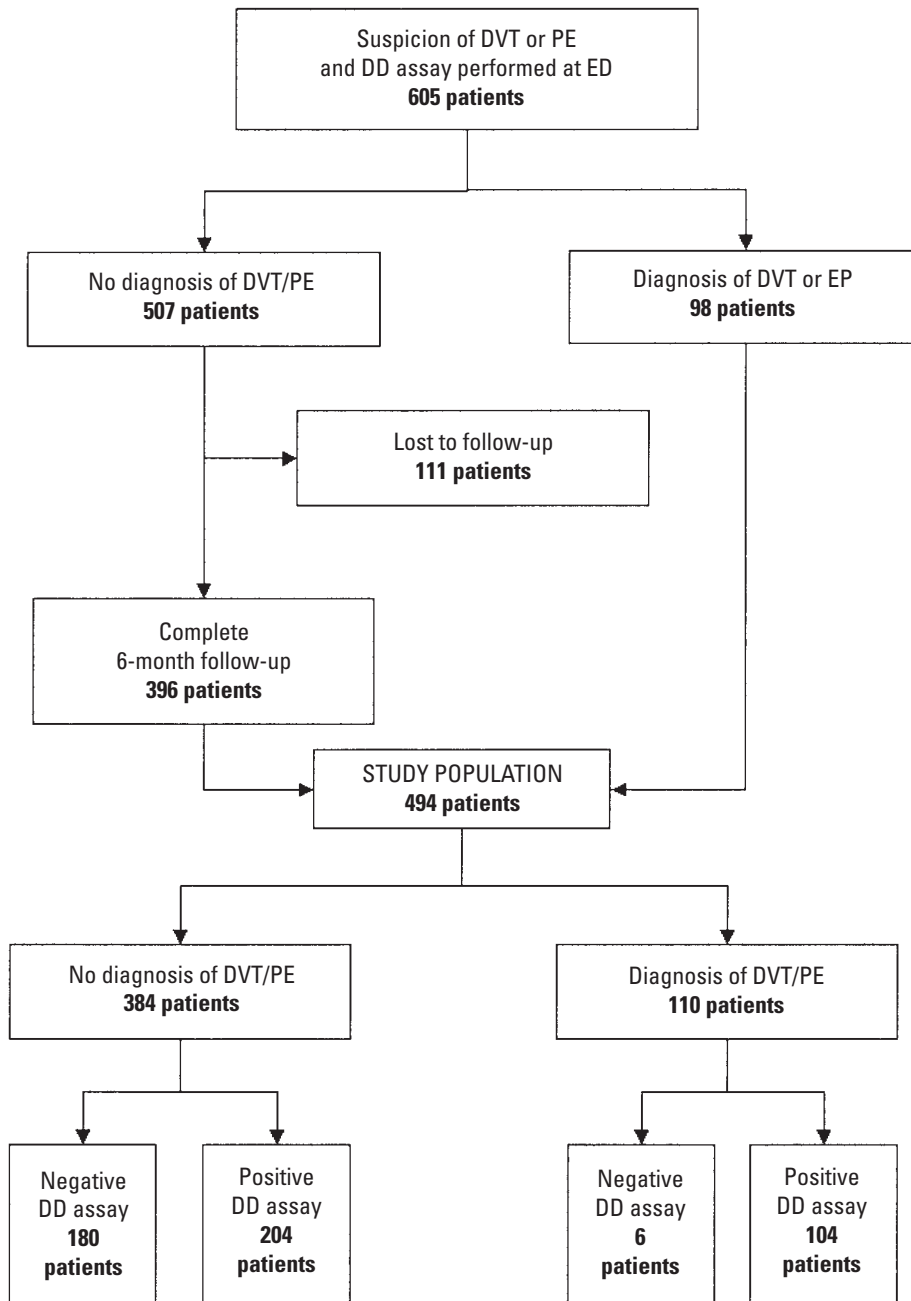 Suspicion of DVT or PE
and DD assay performed at ED
605 patients
No diagnosis of DVT/PE
507 patients
Diagnosis of DVT or EP
98 patients
Lost to follow-up
111 patients
Complete
6-month follow-up
396 patients
STUDY POPULATION
494 patients
No diagnosis of DVT/PE
384 patients
Diagnosis of DVT/PE
110 patients
Negative
DD assay
180
patients
Positive
DD assay
204
patients
Negative
DD assay
6
patients
Positive
DD assay
104
patients